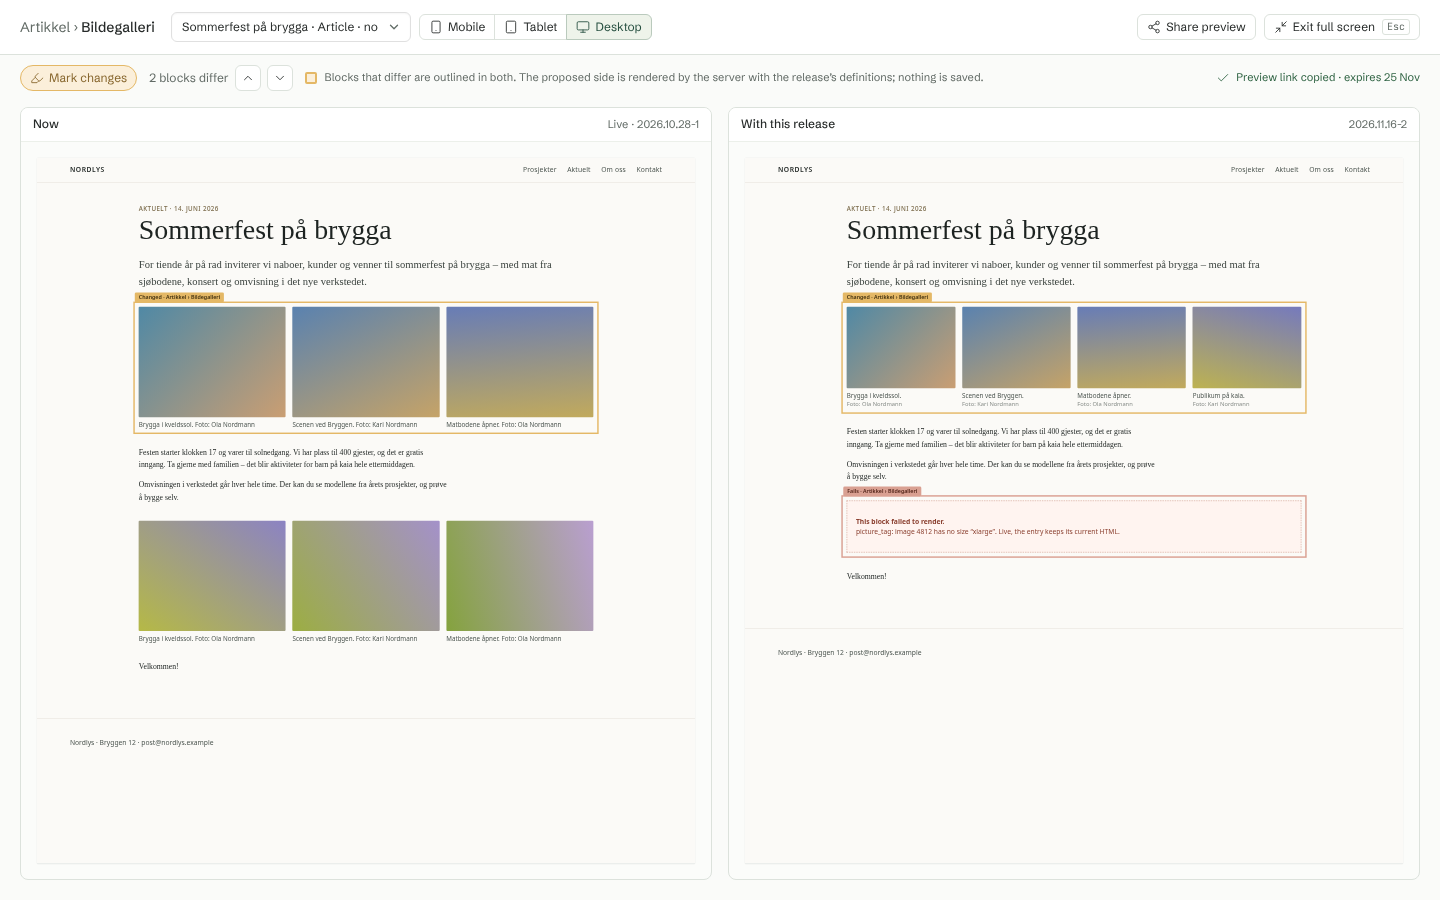 Artikkel › Bildegalleri
Sommerfest på brygga · Article · no
Mobile
Tablet
Desktop
Share preview
Exit full screen Esc
Mark changes
2 blocks differ
Blocks that differ are outlined in both. The proposed side is rendered by the server with the release's definitions; nothing is saved.
Preview link copied · expires 25 Nov
Now
Live · 2026.10.28-1
NORDLYS
Prosjekter Aktuelt Om oss Kontakt
AKTUELT · 14. JUNI 2026
Sommerfest på brygga
For tiende år på rad inviterer vi naboer, kunder og venner til sommerfest på brygga – med mat fra
sjøbodene, konsert og omvisning i det nye verkstedet.
Changed · Artikkel › Bildegalleri
Brygga i kveldssol. Foto: Ola Nordmann
Scenen ved Bryggen. Foto: Kari Nordmann
Matbodene åpner. Foto: Ola Nordmann
Festen starter klokken 17 og varer til solnedgang. Vi har plass til 400 gjester, og det er gratis
inngang. Ta gjerne med familien – det blir aktiviteter for barn på kaia hele ettermiddagen.
Omvisningen i verkstedet går hver hele time. Der kan du se modellene fra årets prosjekter, og prøve
å bygge selv.
Brygga i kveldssol. Foto: Ola Nordmann
Scenen ved Bryggen. Foto: Kari Nordmann
Matbodene åpner. Foto: Ola Nordmann
Velkommen!
Nordlys · Bryggen 12 · post@nordlys.example
With this release
2026.11.16-2
NORDLYS
Prosjekter Aktuelt Om oss Kontakt
AKTUELT · 14. JUNI 2026
Sommerfest på brygga
For tiende år på rad inviterer vi naboer, kunder og venner til sommerfest på brygga – med mat fra
sjøbodene, konsert og omvisning i det nye verkstedet.
Changed · Artikkel › Bildegalleri
Brygga i kveldssol.
Foto: Ola Nordmann
Scenen ved Bryggen.
Foto: Kari Nordmann
Matbodene åpner.
Foto: Ola Nordmann
Publikum på kaia.
Foto: Kari Nordmann
Festen starter klokken 17 og varer til solnedgang. Vi har plass til 400 gjester, og det er gratis
inngang. Ta gjerne med familien – det blir aktiviteter for barn på kaia hele ettermiddagen.
Omvisningen i verkstedet går hver hele time. Der kan du se modellene fra årets prosjekter, og prøve
å bygge selv.
Fails · Artikkel › Bildegalleri
This block failed to render.
picture_tag: image 4812 has no size “xlarge”. Live, the entry keeps its current HTML.
Velkommen!
Nordlys · Bryggen 12 · post@nordlys.example